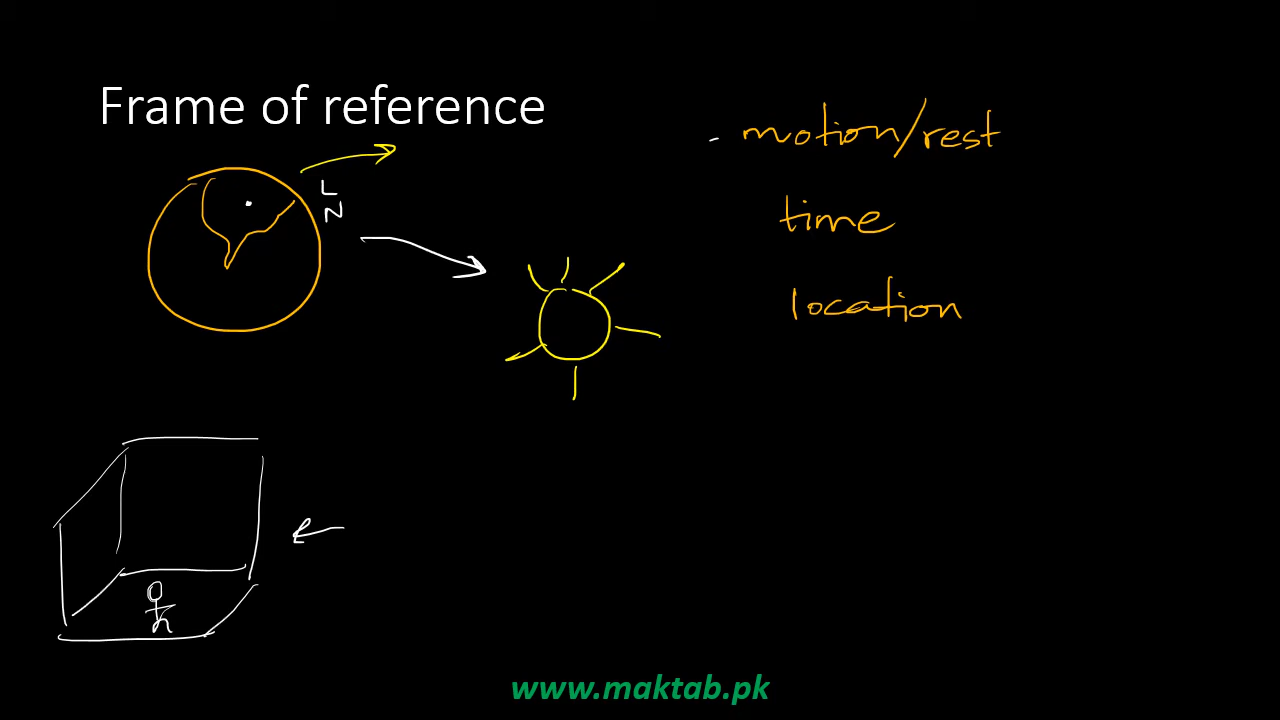 Frame of reference
motion/rest
time
location
L
N
www.maktab.pk